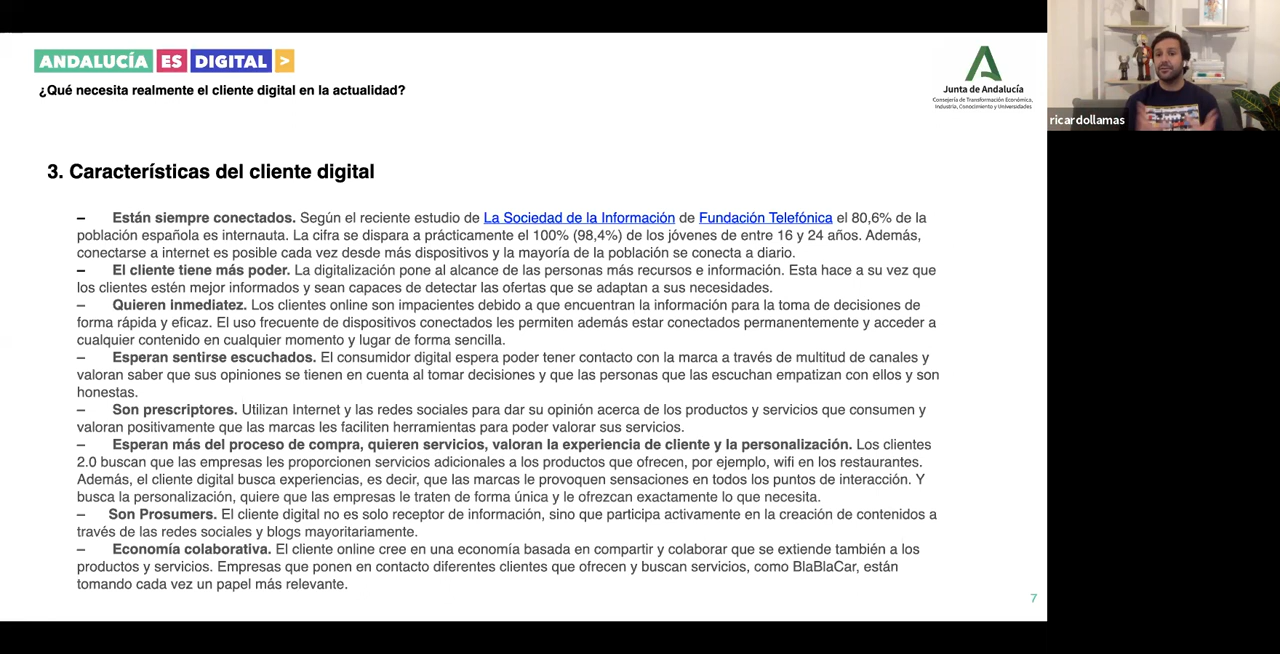 ANDALUCÍA ES DIGITAL >
¿Qué necesita realmente el cliente digital en la actualidad?
Junta de Andalucía
Consejería de Transformación Económica,
Industria, Conocimiento y Universidades
ricardollamas
3. Características del cliente digital
– Están siempre conectados. Según el reciente estudio de La Sociedad de la Información de Fundación Telefónica el 80,6% de la
población española es internauta. La cifra se dispara a prácticamente el 100% (98,4%) de los jóvenes de entre 16 y 24 años. Además,
conectarse a internet es posible cada vez desde más dispositivos y la mayoría de la población se conecta a diario.
– El cliente tiene más poder. La digitalización pone al alcance de las personas más recursos e información. Esta hace a su vez que
los clientes estén mejor informados y sean capaces de detectar las ofertas que se adaptan a sus necesidades.
– Quieren inmediatez. Los clientes online son impacientes debido a que encuentran la información para la toma de decisiones de
forma rápida y eficaz. El uso frecuente de dispositivos conectados les permiten además estar conectados permanentemente y acceder a
cualquier contenido en cualquier momento y lugar de forma sencilla.
– Esperan sentirse escuchados. El consumidor digital espera poder tener contacto con la marca a través de multitud de canales y
valoran saber que sus opiniones se tienen en cuenta al tomar decisiones y que las personas que las escuchan empatizan con ellos y son
honestas.
– Son prescriptores. Utilizan Internet y las redes sociales para dar su opinión acerca de los productos y servicios que consumen y
valoran positivamente que las marcas les faciliten herramientas para poder valorar sus servicios.
– Esperan más del proceso de compra, quieren servicios, valoran la experiencia de cliente y la personalización. Los clientes
2.0 buscan que las empresas les proporcionen servicios adicionales a los productos que ofrecen, por ejemplo, wifi en los restaurantes.
Además, el cliente digital busca experiencias, es decir, que las marcas le provoquen sensaciones en todos los puntos de interacción. Y
busca la personalización, quiere que las empresas le traten de forma única y le ofrezcan exactamente lo que necesita.
– Son Prosumers. El cliente digital no es solo receptor de información, sino que participa activamente en la creación de contenidos a
través de las redes sociales y blogs mayoritariamente.
– Economía colaborativa. El cliente online cree en una economía basada en compartir y colaborar que se extiende también a los
productos y servicios. Empresas que ponen en contacto diferentes clientes que ofrecen y buscan servicios, como BlaBlaCar, están
tomando cada vez un papel más relevante.
7